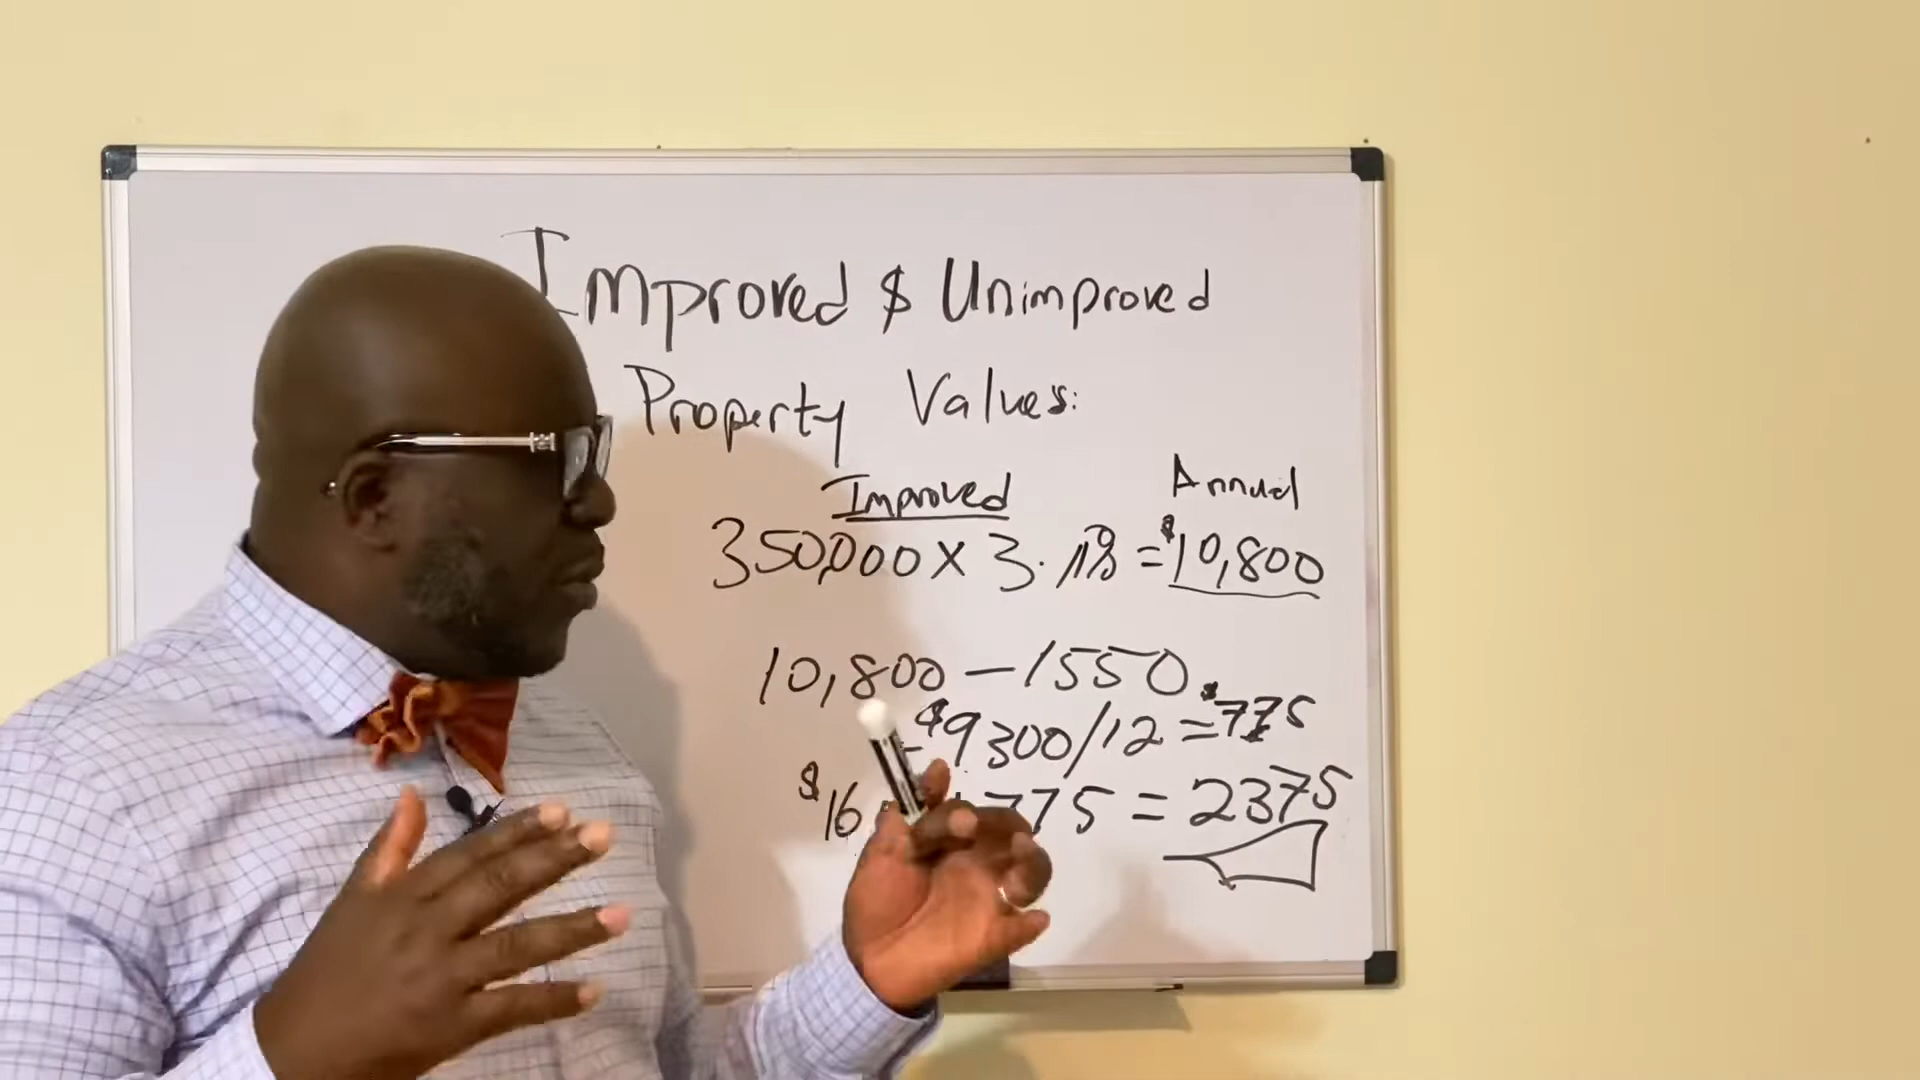 Improved $ Unimproved
Property Values:
Improved
Annual
350,000 x 3. = $10,800
10,800 - 1550
$9300/12 = $775
$16 775 = 2375